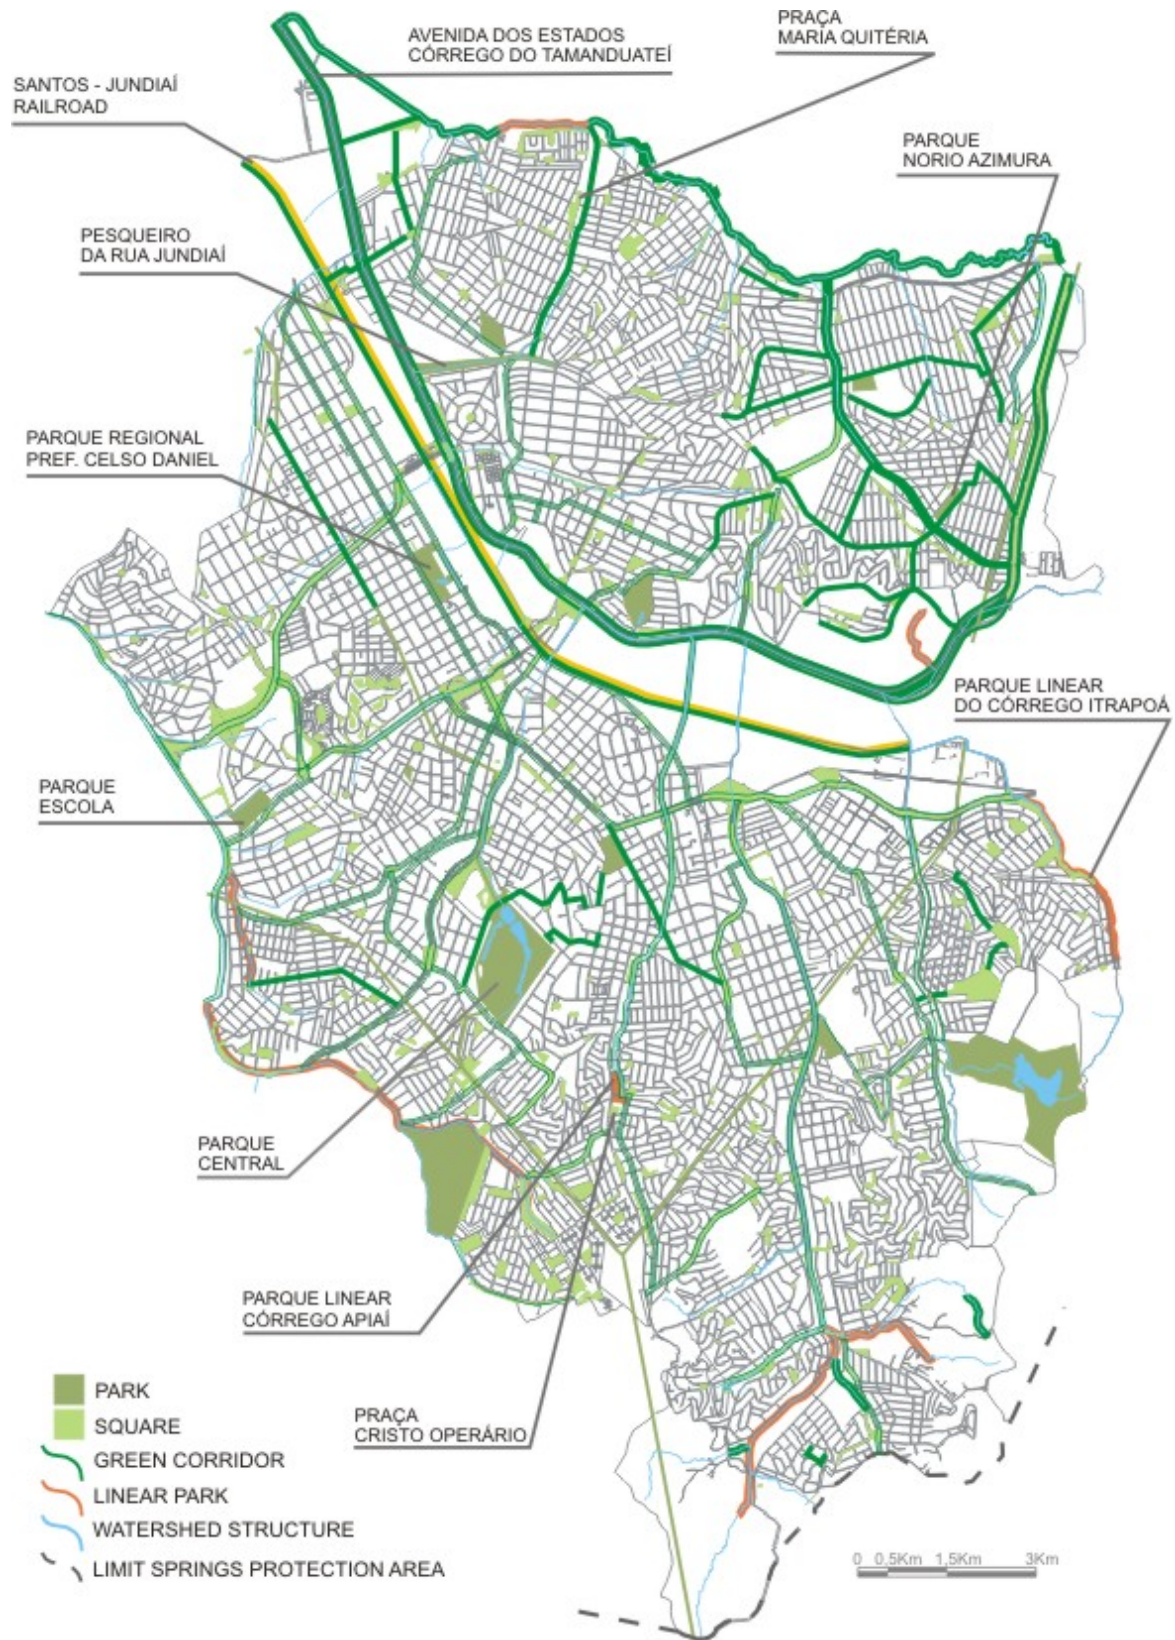 PRAÇA
MARIA QUITÉRIA
AVENIDA DOS ESTADOS
CÓRREGO DO TAMANDUATEÍ
SANTOS - JUNDIAÍ
RAILROAD
PARQUE
NORIO AZIMURA
PESQUEIRO
DA RUA JUNDIAÍ
PARQUE REGIONAL
PREF. CELSO DANIEL
PARQUE LINEAR
DO CÓRREGO ITRAPOÁ
PARQUE
ESCOLA
PARQUE
CENTRAL
PARQUE LINEAR
CÓRREGO APIAÍ
PRAÇA
CRISTO OPERÁRIO
PARK
SQUARE
GREEN CORRIDOR
LINEAR PARK
WATERSHED STRUCTURE
LIMIT SPRINGS PROTECTION AREA
0 0,5Km 1,5Km 3Km